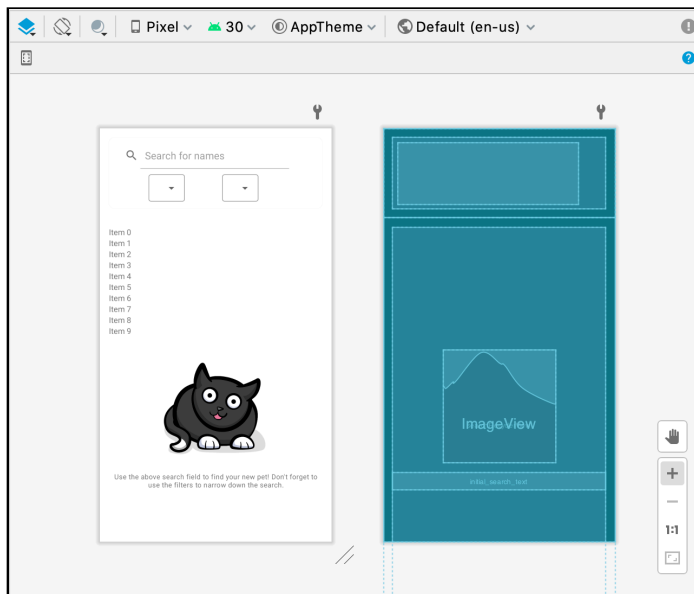 Pixel 30 AppTheme Default (en-us)
Search for names
Item 0
Item 1
Item 2
Item 3
Item 4
Item 5
Item 6
Item 7
Item 8
Item 9
Use the above search field to find your new pet! Don't forget to
use the filters to narrow down the search.
ImageView
initial_search_text
1:1